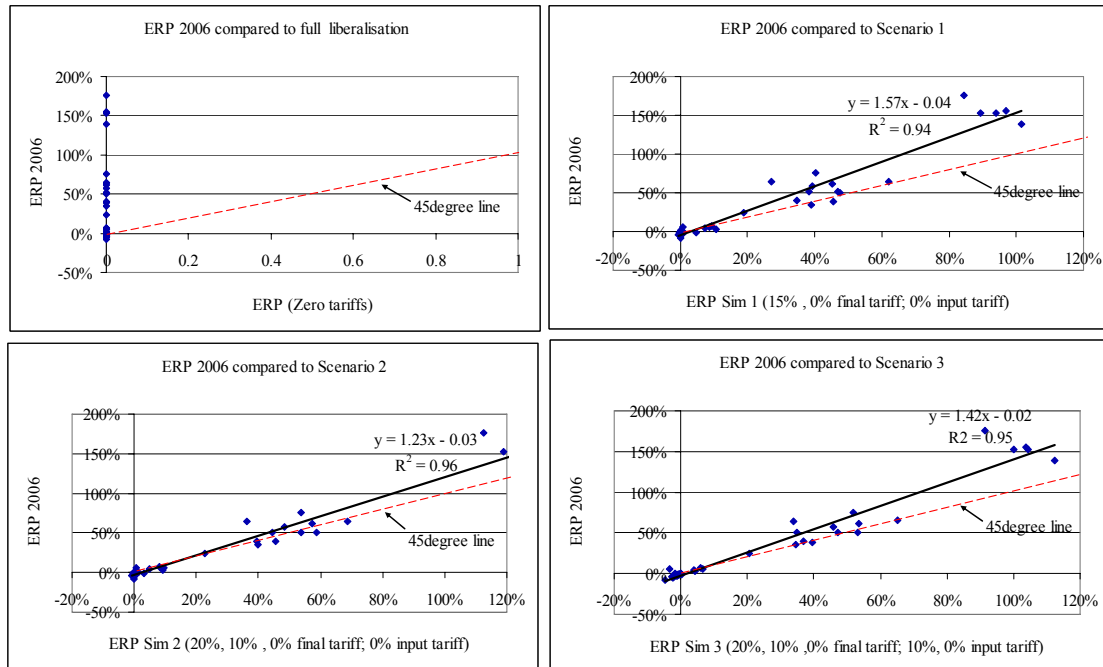 ERP 2006 compared to full liberalisation
200%
150%
100%
50%
0%
-50%
ERP 2006
45degree line
0 0.2 0.4 0.6 0.8 1
ERP (Zero tariffs)
ERP 2006 compared to Scenario 1
200%
150%
100%
50%
0%
-50%
ERP 2006
y = 1.57x - 0.04
R2 = 0.94
45degree line
-20% 0% 20% 40% 60% 80% 100% 120%
ERP Sim 1 (15% , 0% final tariff; 0% input tariff)
ERP 2006 compared to Scenario 2
200%
150%
100%
50%
0%
-50%
ERP 2006
y = 1.23x - 0.03
R2 = 0.96
45degree line
-20% 0% 20% 40% 60% 80% 100% 120%
ERP Sim 2 (20%, 10% , 0% final tariff; 0% input tariff)
ERP 2006 compared to Scenario 3
200%
150%
100%
50%
0%
-50%
ERP 2006
y = 1.42x - 0.02
R2 = 0.95
45degree line
-20% 0% 20% 40% 60% 80% 100% 120%
ERP Sim 3 (20%, 10% ,0% final tariff; 10%, 0% input tariff)